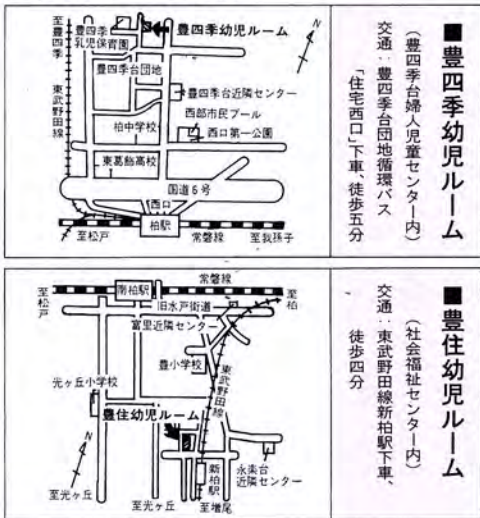 ■豊四季幼児ルーム
(豊四季台婦人児童センター内)
交通:豊四季台団地循環バス
「住宅西口」下車、徒歩五分
至豊四季
豊四季
乳児保育園
豊四季幼児ルーム
N
豊四季台団地
東武野田線
豊四季台近隣センター
西部市民プール
柏中学校
西口第一公園
東葛飾高校
国道6号
西口
柏駅
至松戸
常磐線
至我孫子
■豊住幼児ルーム
(社会福祉センター内)
交通:東武野田線新柏駅下車、
徒歩四分
常磐線
南柏駅
至松戸
旧水戸街道
至柏
富里近隣センター
豊小学校
東武野田線
光ヶ丘小学校
豊住幼児ルーム
N
新柏駅
永楽台
近隣センター
至光ヶ丘
至光ヶ丘
至増尾